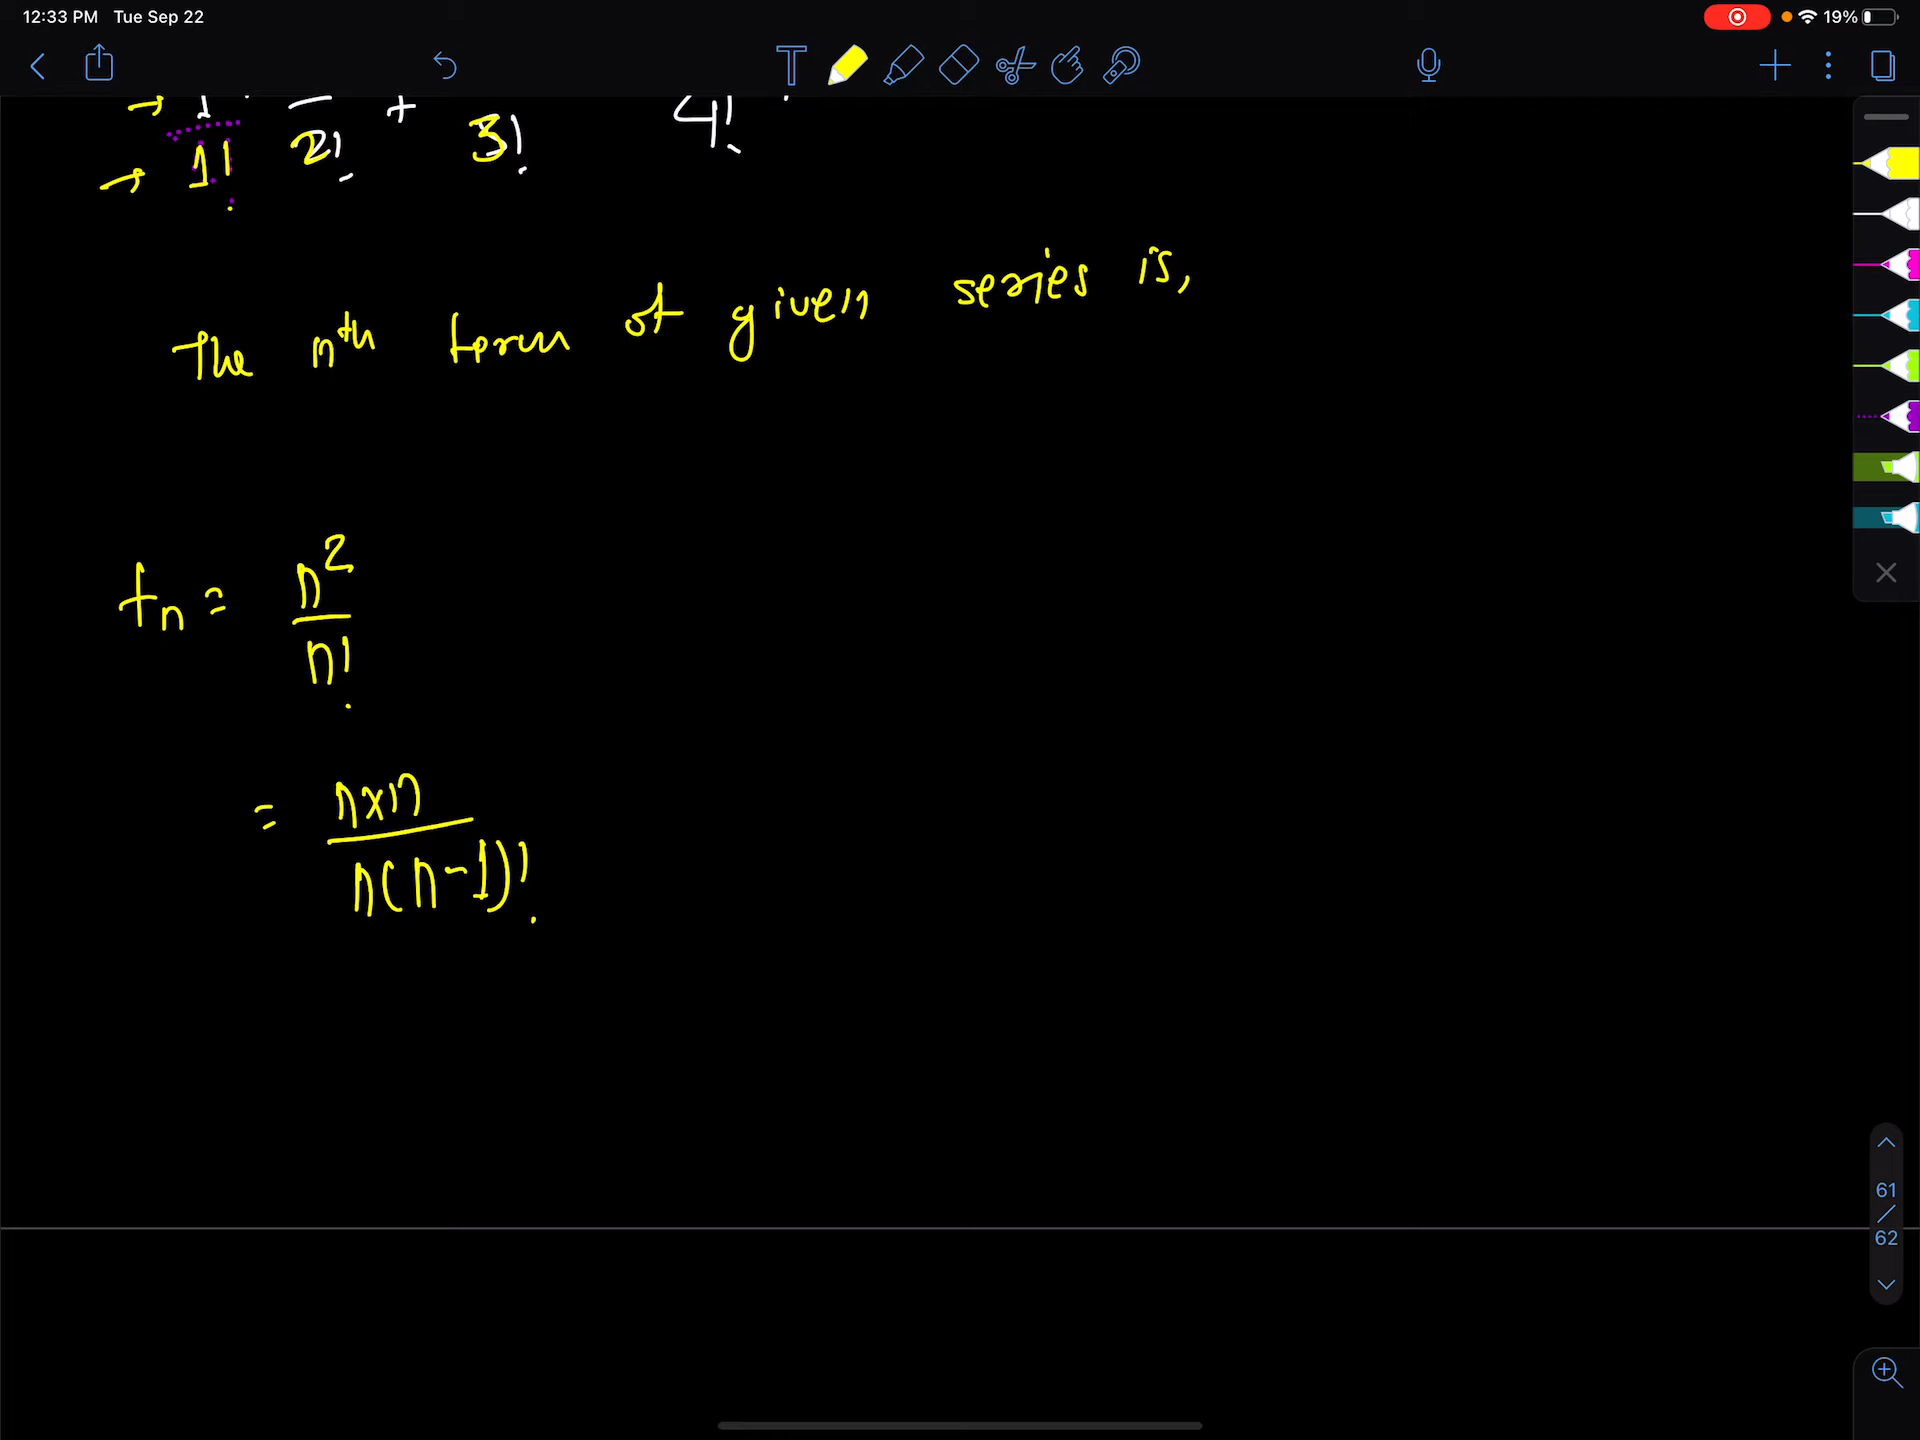 12:33 PM Tue Sep 22 19%
→ 1 +
→ 1! 2! 3! 4!
The nth term of given series is,
tn = n²/n!
= n×n/n(n-1)!
61
/
62